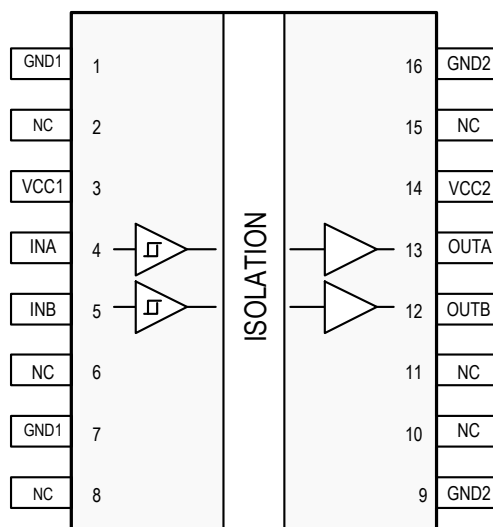 GND1 1 16 GND2
NC 2 15 NC
VCC1 3 14 VCC2
INA 4 13 OUTA
INB 5 12 OUTB
NC 6 11 NC
GND1 7 10 NC
NC 8 9 GND2
ISOLATION